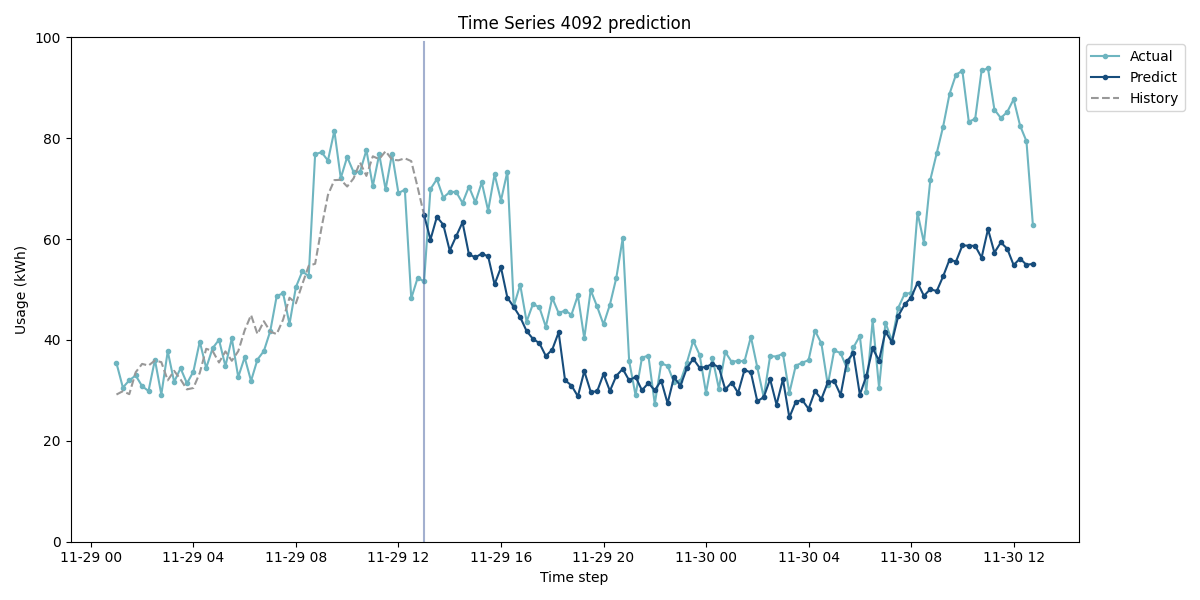 Time Series 4092 prediction
100
80
60
40
20
0
Usage (kWh)
11-29 00
11-29 04
11-29 08
11-29 12
11-29 16
11-29 20
11-30 00
11-30 04
11-30 08
11-30 12
Time step
Actual
Predict
History